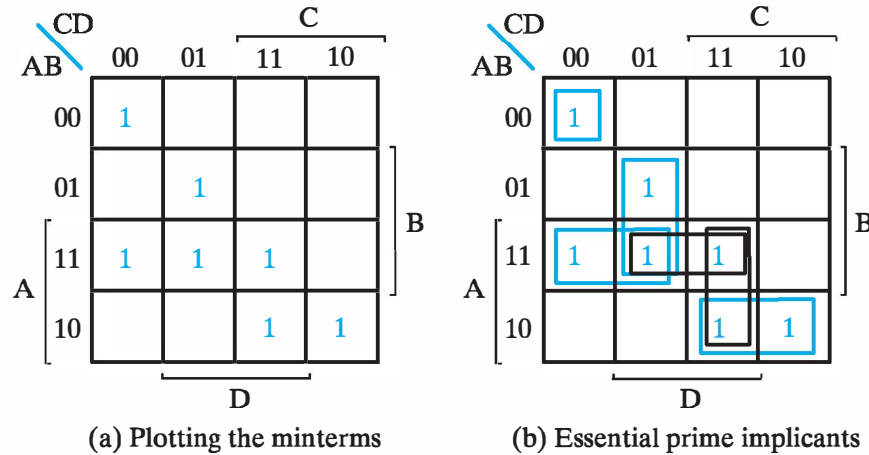 C C
CD CD
AB 00 01 11 10 AB 00 01 11 10
00 1 00 1
01 1 01 1
B B
11 1 1 1 11 1 1 1
A A
10 1 1 10 1 1
D D
(a) Plotting the minterms (b) Essential prime implicants